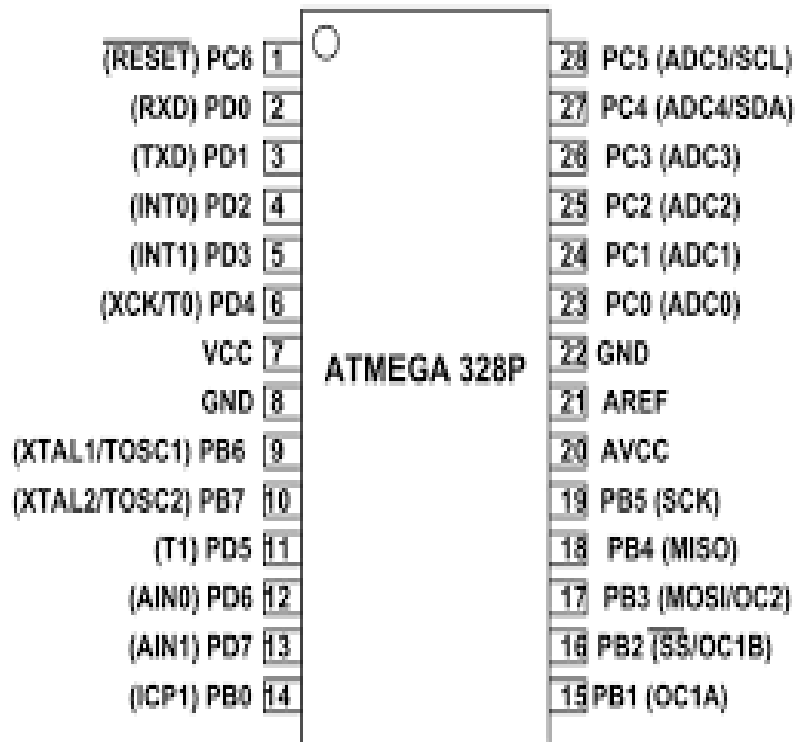 (RESET) PC6 1
(RXD) PD0 2
(TXD) PD1 3
(INT0) PD2 4
(INT1) PD3 5
(XCK/T0) PD4 6
VCC 7
GND 8
(XTAL1/TOSC1) PB6 9
(XTAL2/TOSC2) PB7 10
(T1) PD5 11
(AIN0) PD6 12
(AIN1) PD7 13
(ICP1) PB0 14
ATMEGA 328P
28 PC5 (ADC5/SCL)
27 PC4 (ADC4/SDA)
26 PC3 (ADC3)
25 PC2 (ADC2)
24 PC1 (ADC1)
23 PC0 (ADC0)
22 GND
21 AREF
20 AVCC
19 PB5 (SCK)
18 PB4 (MISO)
17 PB3 (MOSI/OC2)
16 PB2 (SS/OC1B)
15 PB1 (OC1A)